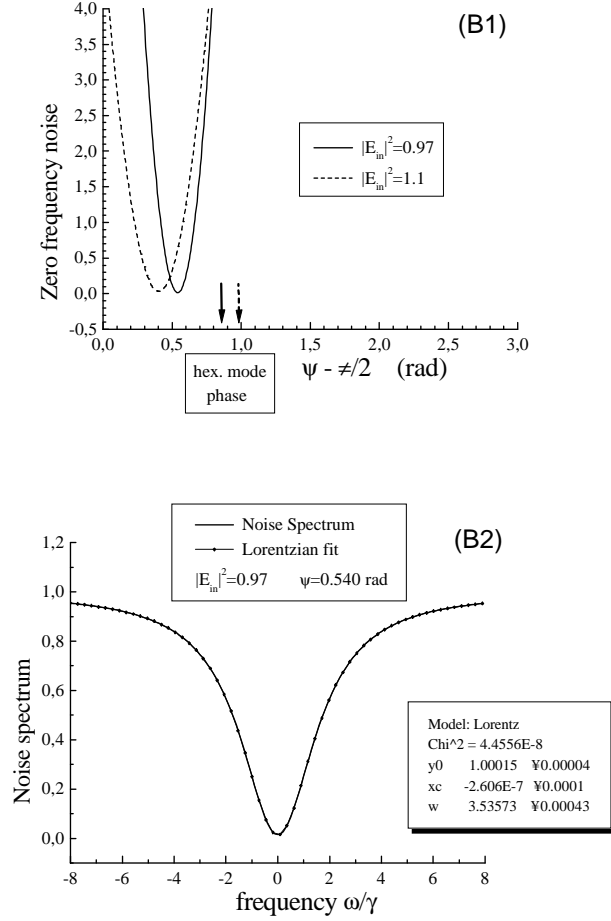 (B1)
4,0
3,5
3,0
2,5
2,0
1,5
1,0
0,5
0,0
-0,5
Zero frequency noise
|E_in|^2=0.97
|E_in|^2=1.1
0,0 0,5 1,0 1,5 2,0 2,5 3,0
ψ - ≠/2 (rad)
hex. mode
phase
(B2)
Noise Spectrum
Lorentzian fit
|E_in|^2=0.97 ψ=0.540 rad
1,2
1,0
0,8
0,6
0,4
0,2
0,0
Noise spectrum
Model: Lorentz
Chi^2 = 4.4556E-8
y0 1.00015 ¥0.00004
xc -2.606E-7 ¥0.0001
w 3.53573 ¥0.00043
-8 -6 -4 -2 0 2 4 6 8
frequency ω/γ